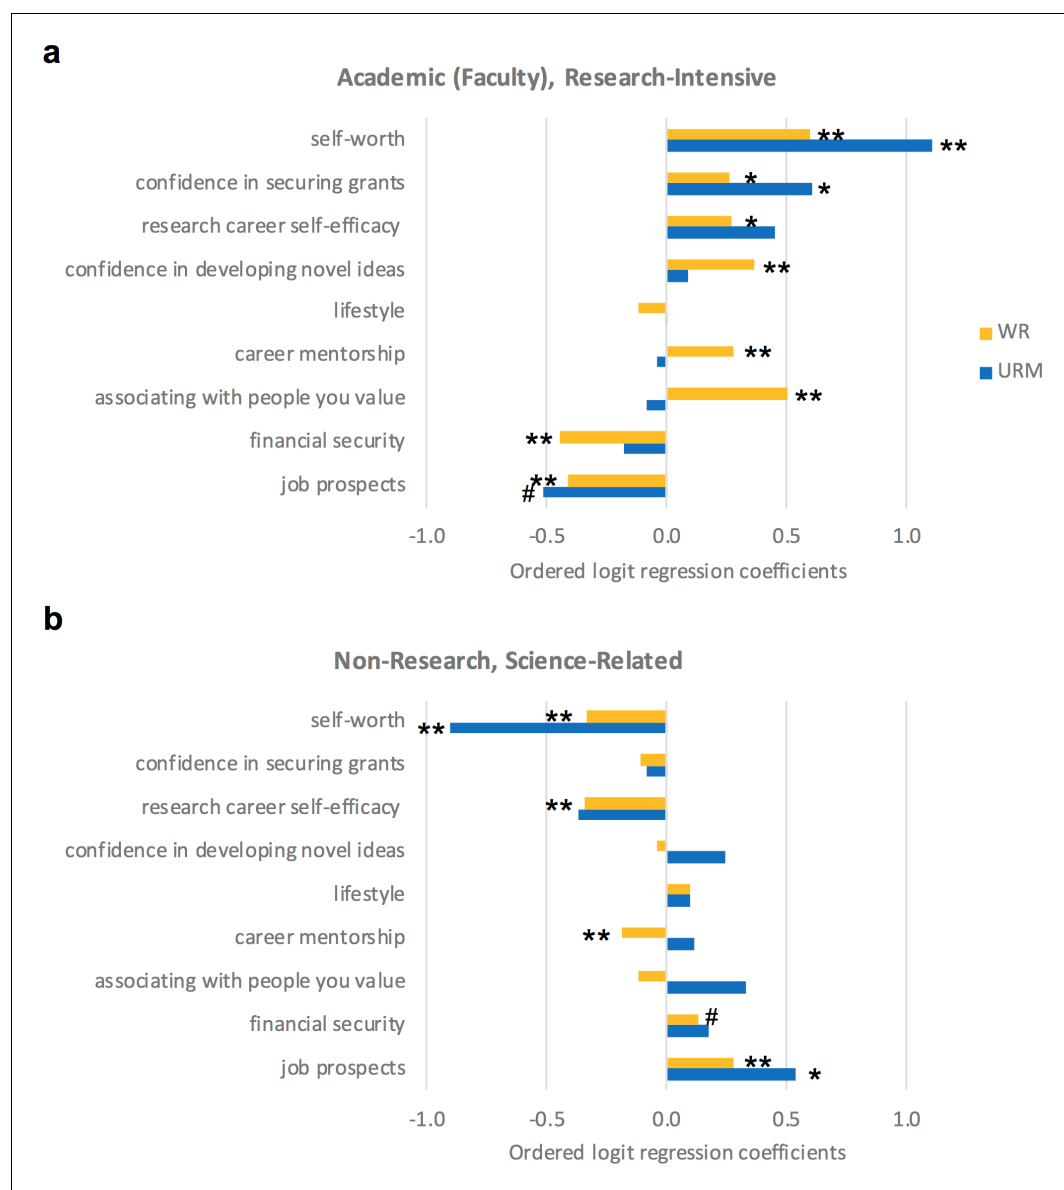 a
Academic (Faculty), Research-Intensive
self-worth
**
**
confidence in securing grants
*
*
research career self-efficacy
*
confidence in developing novel ideas
**
lifestyle
career mentorship
**
associating with people you value
**
financial security
**
job prospects
**
#
WR
URM
-1.0 -0.5 0.0 0.5 1.0
Ordered logit regression coefficients
b
Non-Research, Science-Related
self-worth
**
**
confidence in securing grants
research career self-efficacy
**
confidence in developing novel ideas
lifestyle
career mentorship
**
associating with people you value
financial security
#
job prospects
**
*
-1.0 -0.5 0.0 0.5 1.0
Ordered logit regression coefficients